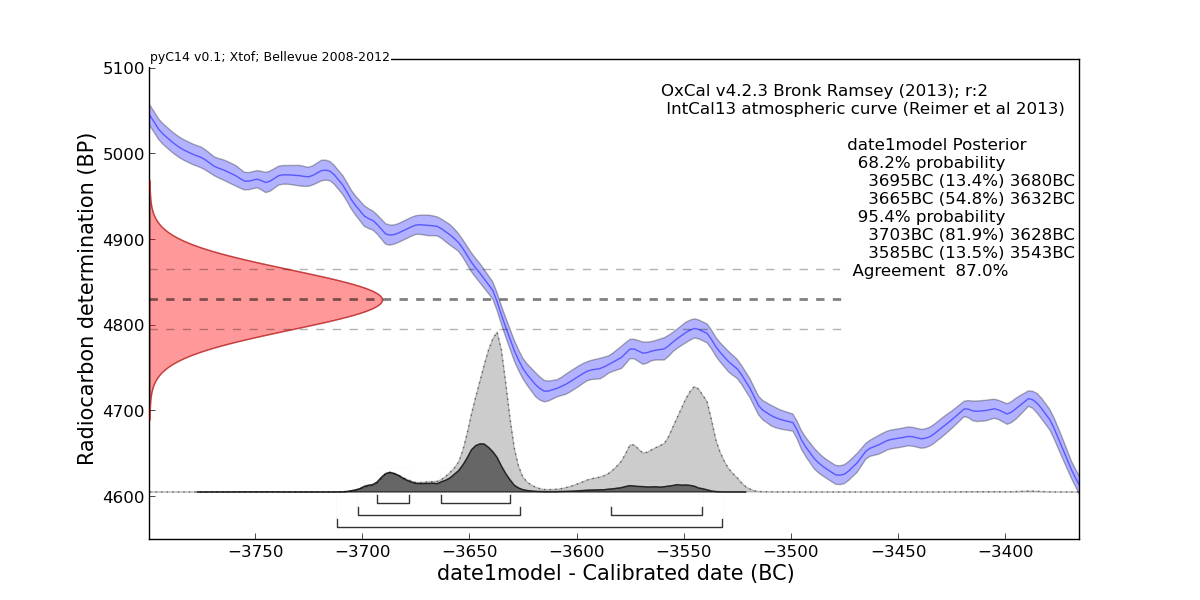 pyC14 v0.1; Xtof; Bellevue 2008-2012
OxCal v4.2.3 Bronk Ramsey (2013); r:2
IntCal13 atmospheric curve (Reimer et al 2013)
date1model Posterior
68.2% probability
3695BC (13.4%) 3680BC
3665BC (54.8%) 3632BC
95.4% probability
3703BC (81.9%) 3628BC
3585BC (13.5%) 3543BC
Agreement 87.0%
Radiocarbon determination (BP)
5100
5000
4900
4800
4700
4600
−3750 −3700 −3650 −3600 −3550 −3500 −3450 −3400
date1model - Calibrated date (BC)